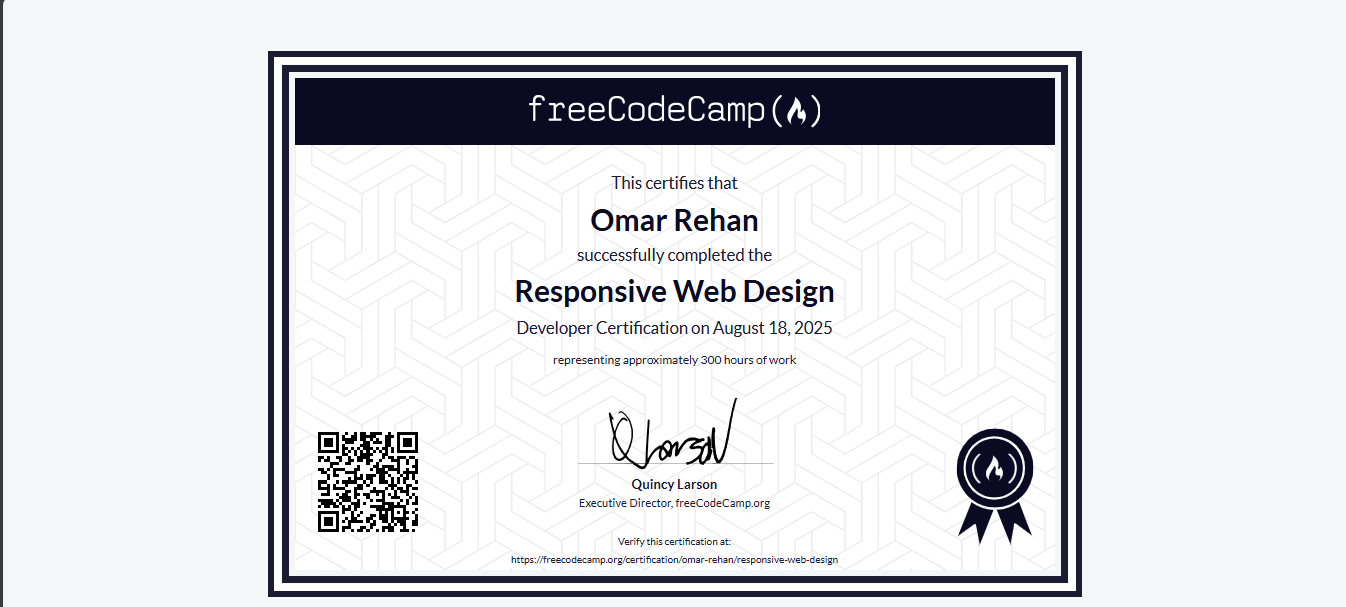 freeCodeCamp
This certifies that
Omar Rehan
successfully completed the
Responsive Web Design
Developer Certification on August 18, 2025
representing approximately 300 hours of work
Quincy Larson
Executive Director, freeCodeCamp.org
Verify this certification at:
https://freecodecamp.org/certification/omar-rehan/responsive-web-design